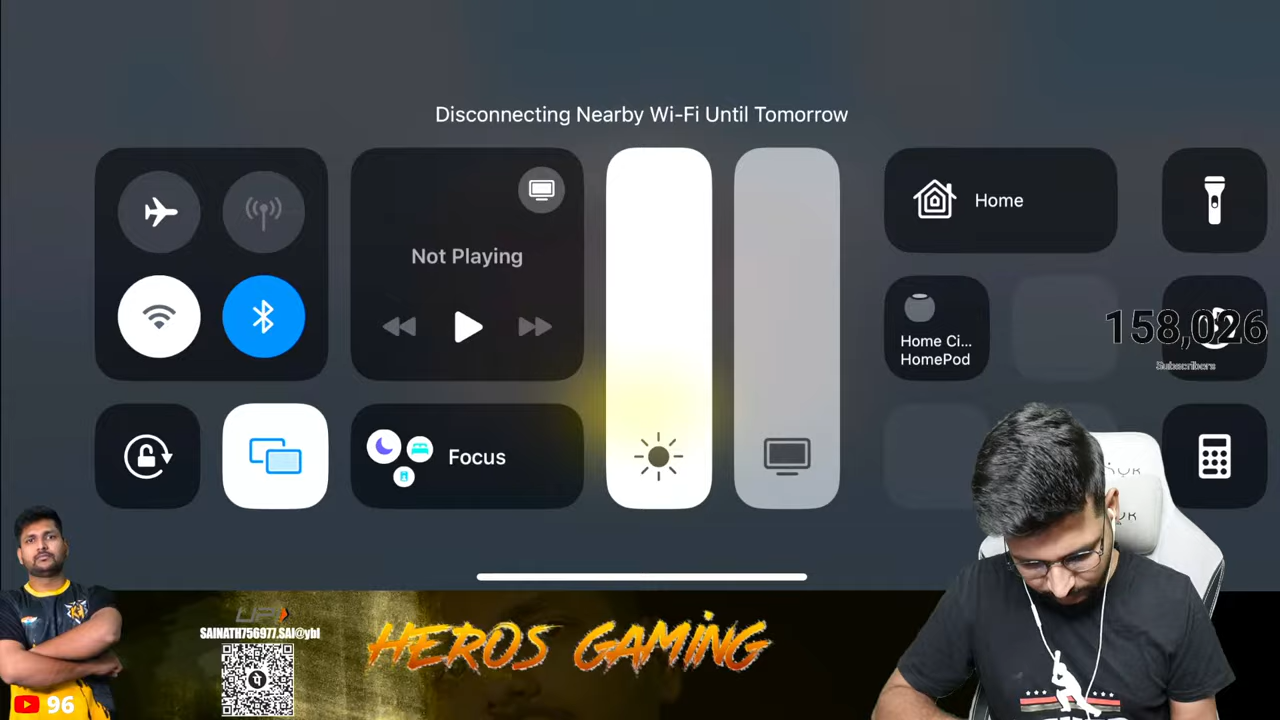 Disconnecting Nearby Wi-Fi Until Tomorrow
Not Playing
Home
Home Ci...
HomePod
158,026
Subscribers
Focus
UPI
SAINATH756977.SAI@ybl
HEROS GAMING
96